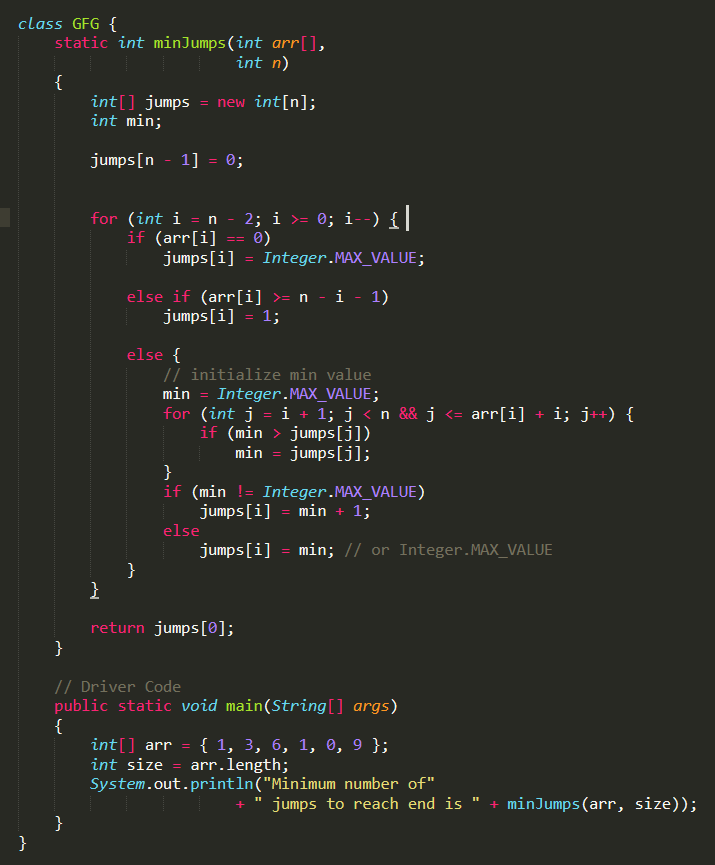 class GFG {
    static int minJumps(int arr[],
                        int n)
    {
        int[] jumps = new int[n];
        int min;

        jumps[n - 1] = 0;


        for (int i = n - 2; i >= 0; i--) {
            if (arr[i] == 0)
                jumps[i] = Integer.MAX_VALUE;

            else if (arr[i] >= n - i - 1)
                jumps[i] = 1;

            else {
                // initialize min value
                min = Integer.MAX_VALUE;
                for (int j = i + 1; j < n && j <= arr[i] + i; j++) {
                    if (min > jumps[j])
                        min = jumps[j];
                }
                if (min != Integer.MAX_VALUE)
                    jumps[i] = min + 1;
                else
                    jumps[i] = min; // or Integer.MAX_VALUE
            }
        }

        return jumps[0];
    }

    // Driver Code
    public static void main(String[] args)
    {
        int[] arr = { 1, 3, 6, 1, 0, 9 };
        int size = arr.length;
        System.out.println("Minimum number of"
                        + " jumps to reach end is " + minJumps(arr, size));
    }
}